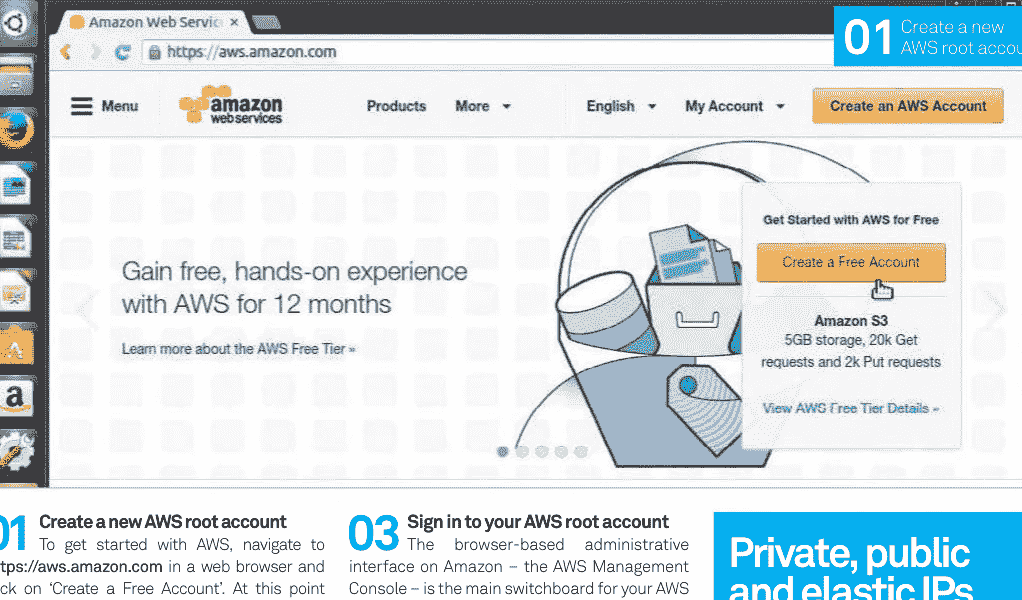 Amazon Web Servic
https://aws.amazon.com
01 Create a new
AWS root accou
Menu
amazon
webservices
Products
More
English
My Account
Create an AWS Account
Gain free, hands-on experience
with AWS for 12 months
Learn more about the AWS Free Tier »
Get Started with AWS for Free
Create a Free Account
Amazon S3
5GB storage, 20k Get
requests and 2k Put requests
View AWS Free Tier Details »
01 Create a new AWS root account
To get started with AWS, navigate to
tps://aws.amazon.com in a web browser and
ck on ‘Create a Free Account’. At this point
03 Sign in to your AWS root account
The browser-based administrative
interface on Amazon – the AWS Management
Console – is the main switchboard for your AWS
Private, public
and elastic IPs